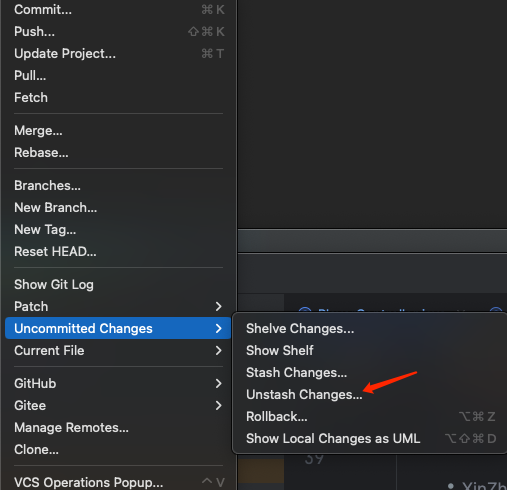 Commit... ⌘K
Push... ⇧⌘K
Update Project... ⌘T
Pull...
Fetch
Merge...
Rebase...
Branches...
New Branch...
New Tag...
Reset HEAD...
Show Git Log
Patch
Uncommitted Changes
Current File
GitHub
Gitee
Manage Remotes...
Clone...
VCS Operations Popup... ⌃V
Shelve Changes...
Show Shelf
Stash Changes...
Unstash Changes...
Rollback... ⌥⌘Z
Show Local Changes as UML ⌥⇧⌘D
39